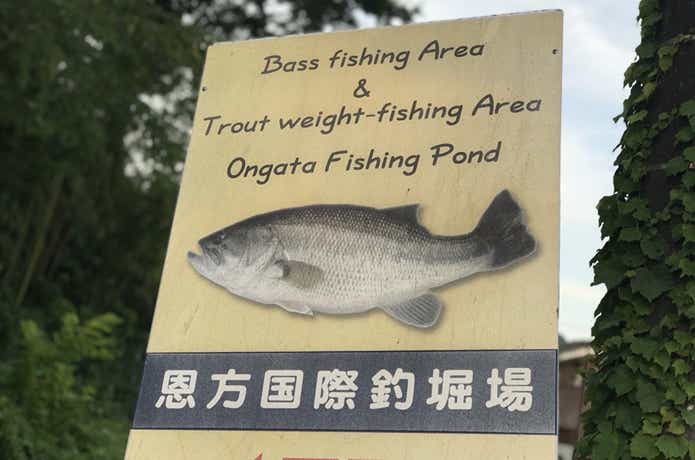 Bass fishing Area
&
Trout weight-fishing Area
Ongata Fishing Pond
恩方国際釣堀場